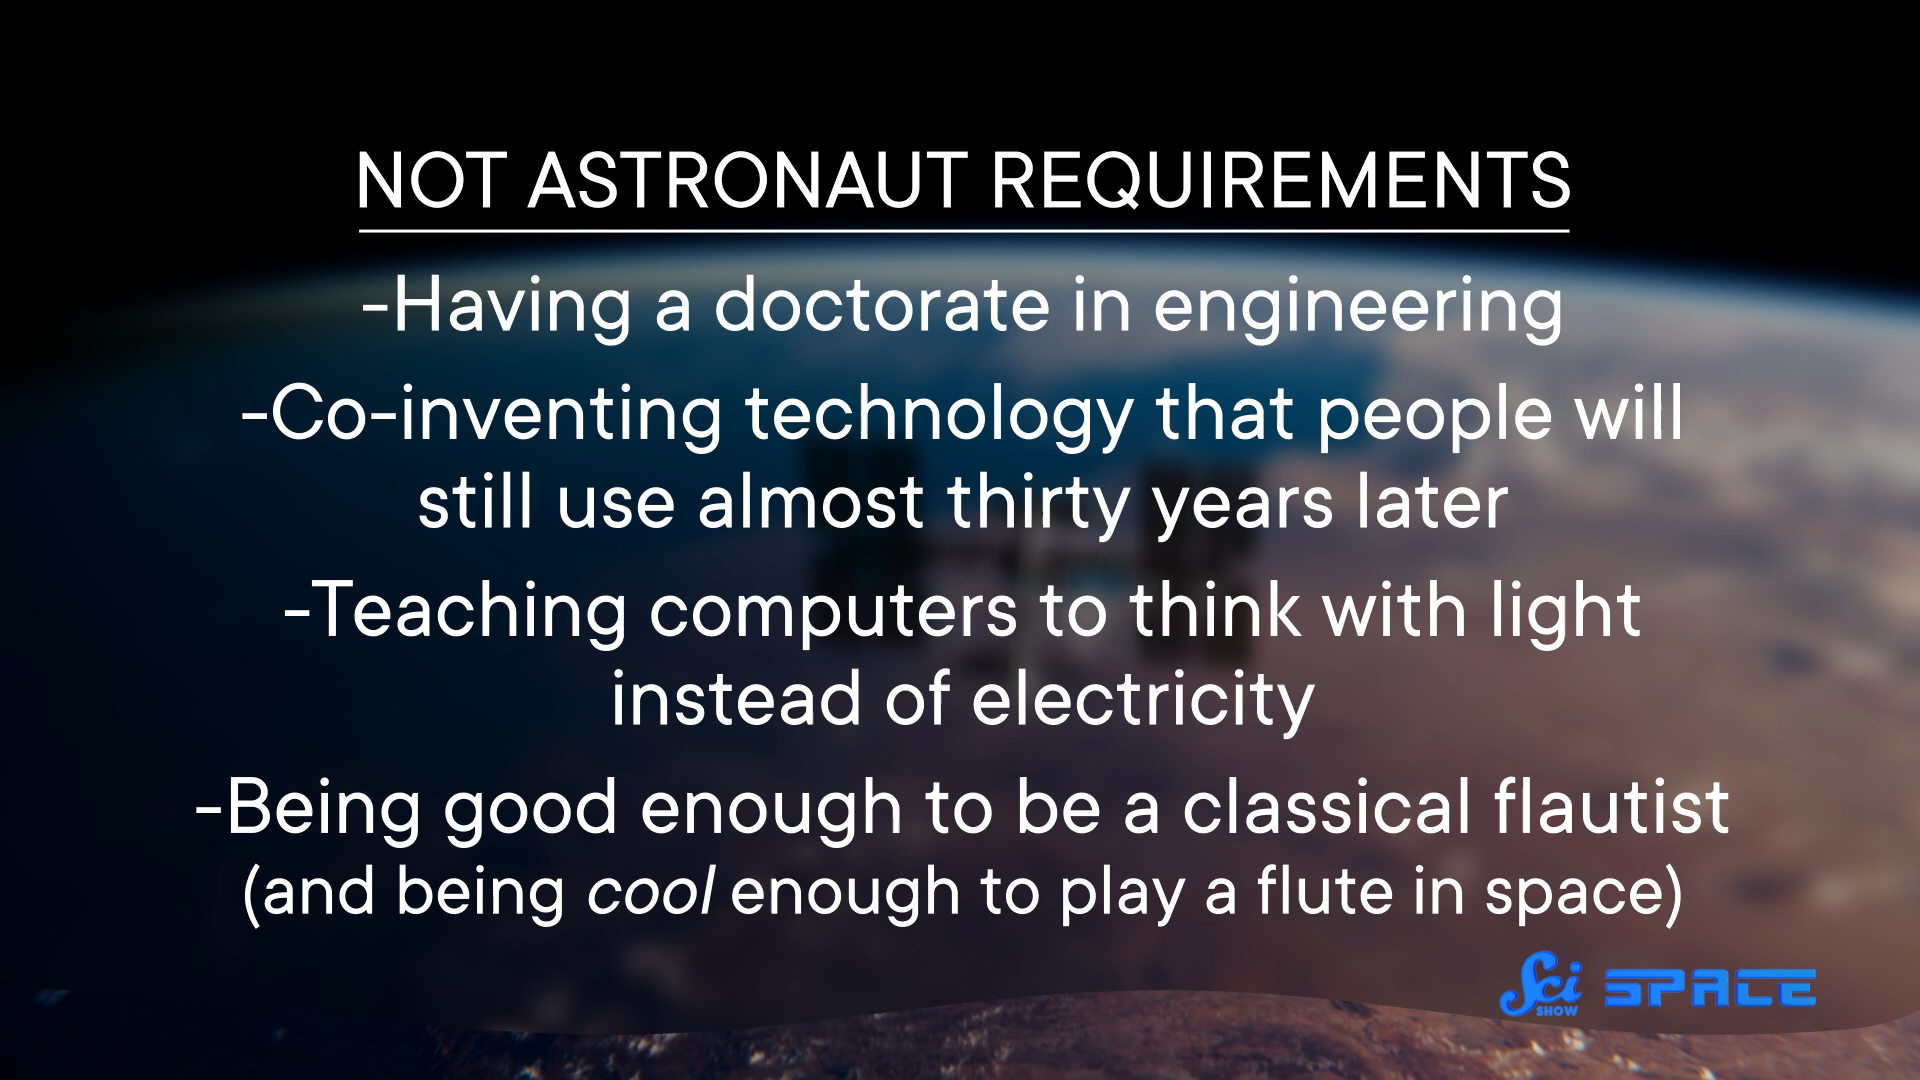 NOT ASTRONAUT REQUIREMENTS
-Having a doctorate in engineering
-Co-inventing technology that people will
still use almost thirty years later
-Teaching computers to think with light
instead of electricity
-Being good enough to be a classical flautist
(and being cool enough to play a flute in space)
Sci SHOW SPACE